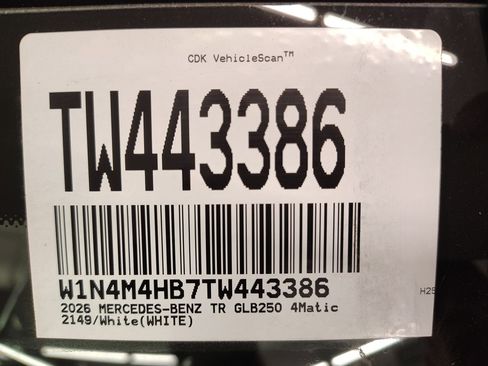 CDK VehicleScan™
TW443386
W1N4M4HB7TW443386
2026 MERCEDES-BENZ TR GLB250 4Matic
2149/White(WHITE)